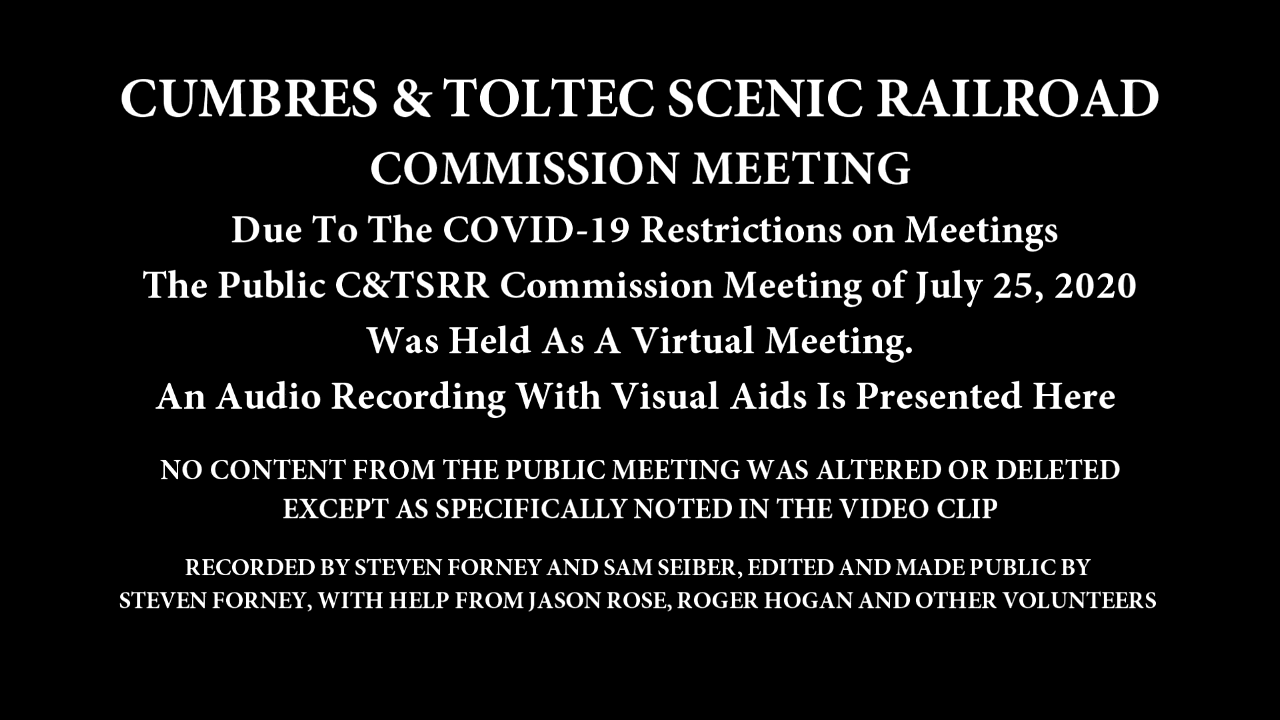 CUMBRES & TOLTEC SCENIC RAILROAD
COMMISSION MEETING
Due To The COVID-19 Restrictions on Meetings
The Public C&TSRR Commission Meeting of July 25, 2020
Was Held As A Virtual Meeting.
An Audio Recording With Visual Aids Is Presented Here
NO CONTENT FROM THE PUBLIC MEETING WAS ALTERED OR DELETED
EXCEPT AS SPECIFICALLY NOTED IN THE VIDEO CLIP
RECORDED BY STEVEN FORNEY AND SAM SEIBER, EDITED AND MADE PUBLIC BY
STEVEN FORNEY, WITH HELP FROM JASON ROSE, ROGER HOGAN AND OTHER VOLUNTEERS